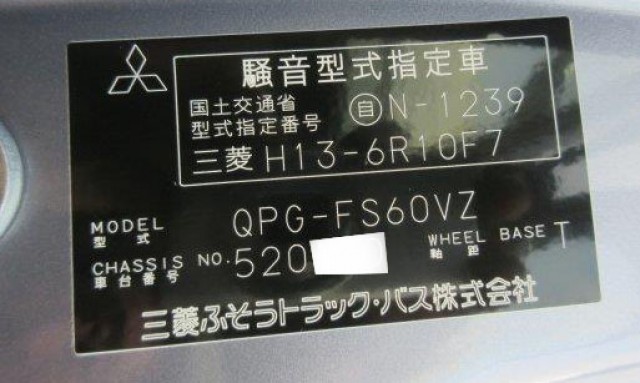 騒音型式指定車
国土交通省
型式指定番号 自N-1239
三菱 H13-6R10F7
MODEL
型式 QPG-FS60VZ
CHASSIS NO. 520
車台番号
WHEEL BASE T
軸距
三菱ふそうトラック・バス株式会社